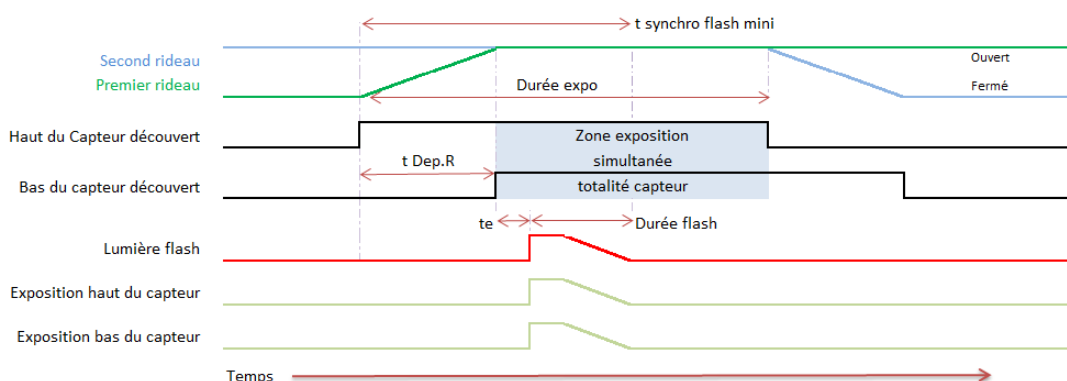 t synchro flash mini
Second rideau
Ouvert
Premier rideau
Durée expo
Fermé
Haut du Capteur découvert
Zone exposition
simultanée
t Dep.R
Bas du capteur découvert
totalité capteur
te
Durée flash
Lumière flash
Exposition haut du capteur
Exposition bas du capteur
Temps